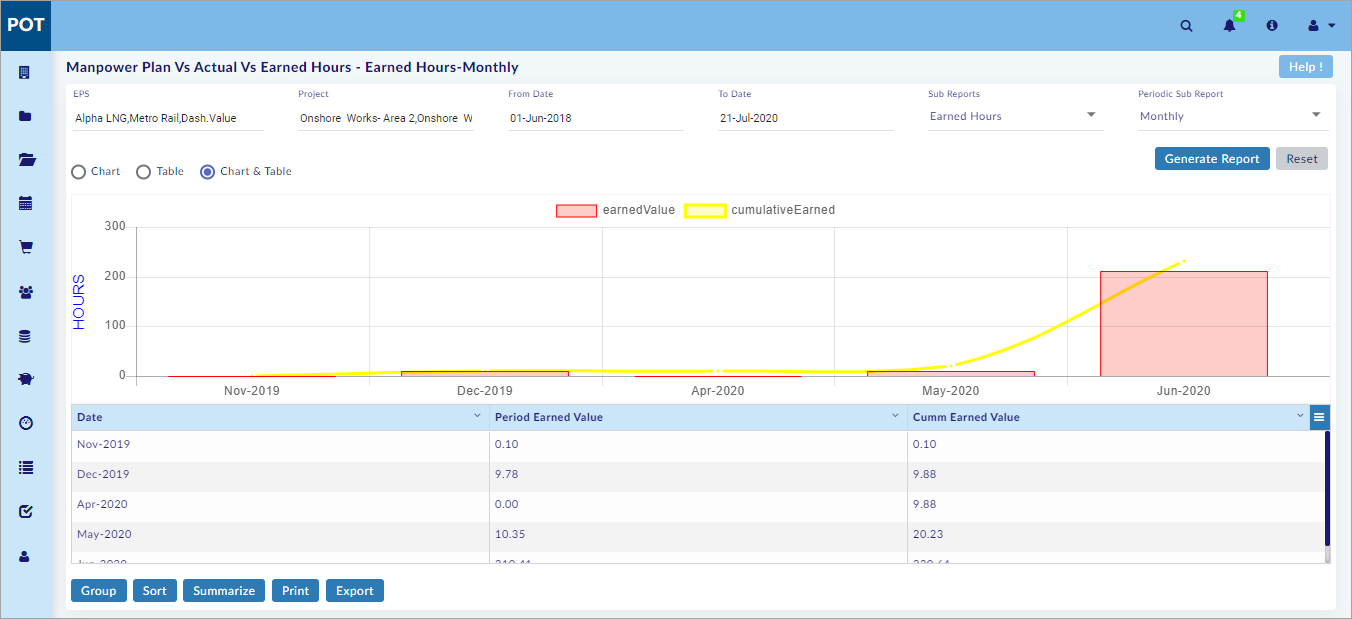 POT
4
Manpower Plan Vs Actual Vs Earned Hours - Earned Hours-Monthly
Help !
EPS Project From Date To Date Sub Reports Periodic Sub Report
Alpha LNG,Metro Rail,Dash.Value Onshore Works- Area 2,Onshore W 01-Jun-2018 21-Jul-2020 Earned Hours Monthly
Generate Report Reset
Chart Table Chart & Table
earnedValue cumulativeEarned
HOURS
300
200
100
0
Nov-2019 Dec-2019 Apr-2020 May-2020 Jun-2020
Date Period Earned Value Cumm Earned Value
Nov-2019 0.10 0.10
Dec-2019 9.78 9.88
Apr-2020 0.00 9.88
May-2020 10.35 20.23
Group Sort Summarize Print Export